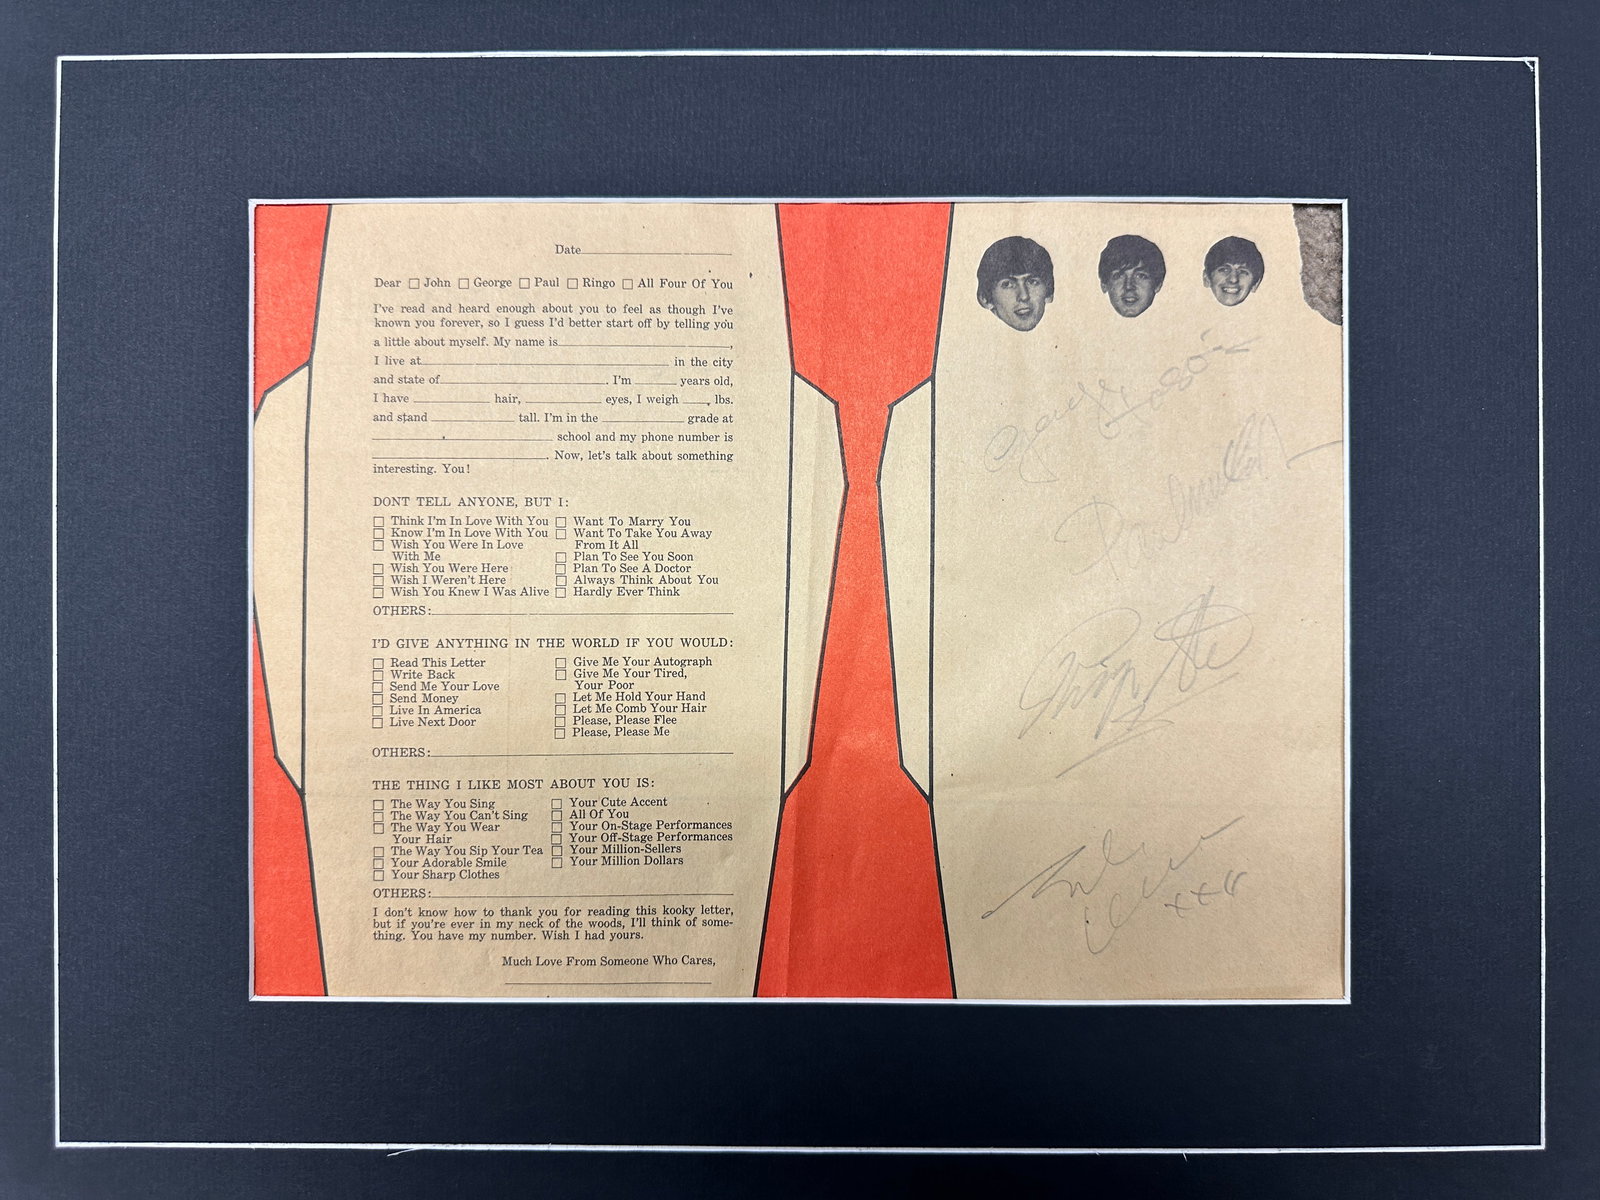 Date
Dear □ John □ George □ Paul □ Ringo □ All Four Of You
I've read and heard enough about you to feel as though I've
known you forever, so I guess I'd better start off by telling you
a little about myself. My name is ,
I live at in the city
and state of . I'm years old,
I have hair, eyes, I weigh lbs.
and stand tall. I'm in the grade at
school and my phone number is
. Now, let's talk about something
interesting. You!
DONT TELL ANYONE, BUT I:
□ Think I'm In Love With You
□ Know I'm In Love With You
□ Wish You Were In Love
With Me
□ Wish You Were Here
□ Wish I Weren't Here
□ Wish You Knew I Was Alive
□ Want To Marry You
□ Want To Take You Away
From It All
□ Plan To See You Soon
□ Plan To See A Doctor
□ Always Think About You
□ Hardly Ever Think
OTHERS:
I'D GIVE ANYTHING IN THE WORLD IF YOU WOULD:
□ Read This Letter
□ Write Back
□ Send Me Your Love
□ Send Money
□ Live In America
□ Live Next Door
□ Give Me Your Autograph
□ Give Me Your Tired,
Your Poor
□ Let Me Hold Your Hand
□ Let Me Comb Your Hair
□ Please, Please Flee
□ Please, Please Me
OTHERS:
THE THING I LIKE MOST ABOUT YOU IS:
□ The Way You Sing
□ The Way You Can't Sing
□ The Way You Wear
Your Hair
□ The Way You Sip Your Tea
□ Your Adorable Smile
□ Your Sharp Clothes
□ Your Cute Accent
□ All Of You
□ Your On-Stage Performances
□ Your Off-Stage Performances
□ Your Million-Sellers
□ Your Million Dollars
OTHERS:
I don't know how to thank you for reading this kooky letter,
but if you're ever in my neck of the woods, I'll think of some-
thing. You have my number. Wish I had yours.
Much Love From Someone Who Cares,